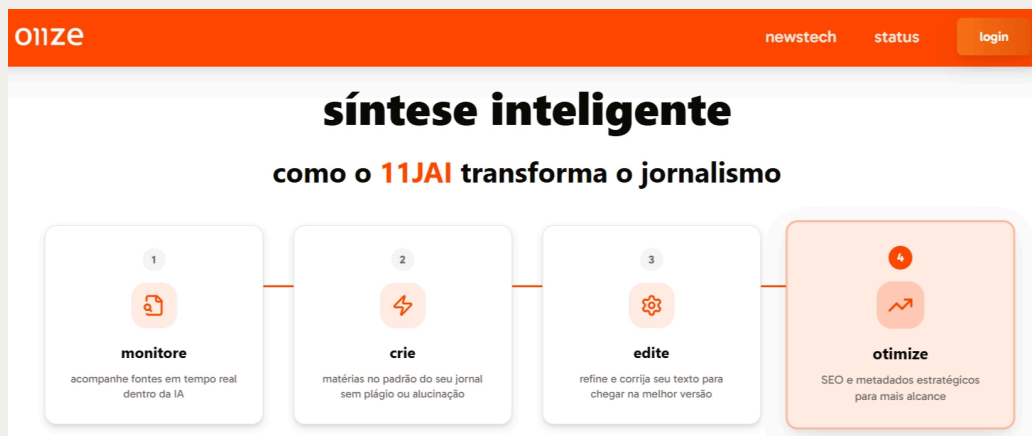 onze
newstech
status
login
síntese inteligente
como o 11JAI transforma o jornalismo
1
monitore
acompanhe fontes em tempo real
dentro da IA
2
crie
matérias no padrão do seu jornal
sem plágio ou alucinação
3
edite
refine e corrija seu texto para
chegar na melhor versão
4
otimize
SEO e metadados estratégicos
para mais alcance